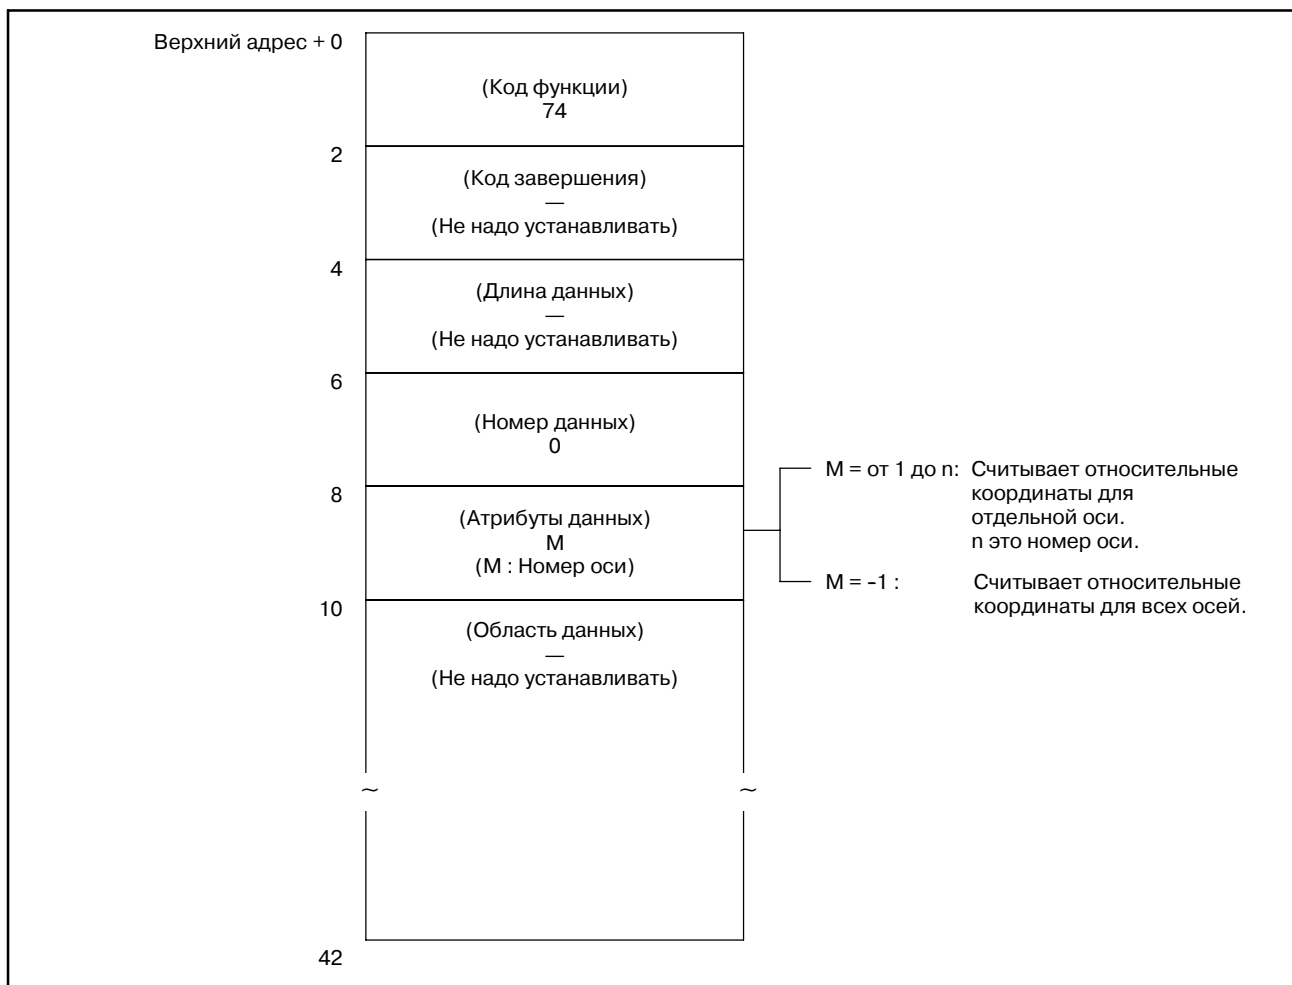 Верхний адрес + 0
(Код функции)
74
2
(Код завершения)
—
(Не надо устанавливать)
4
(Длина данных)
—
(Не надо устанавливать)
6
(Номер данных)
0
8
(Атрибуты данных)
M
(M : Номер оси)
M = от 1 до n: Считывает относительные
координаты для
отдельной оси.
n это номер оси.
M = -1 : Считывает относительные
координаты для всех осей.
10
(Область данных)
—
(Не надо устанавливать)
~ ~
42